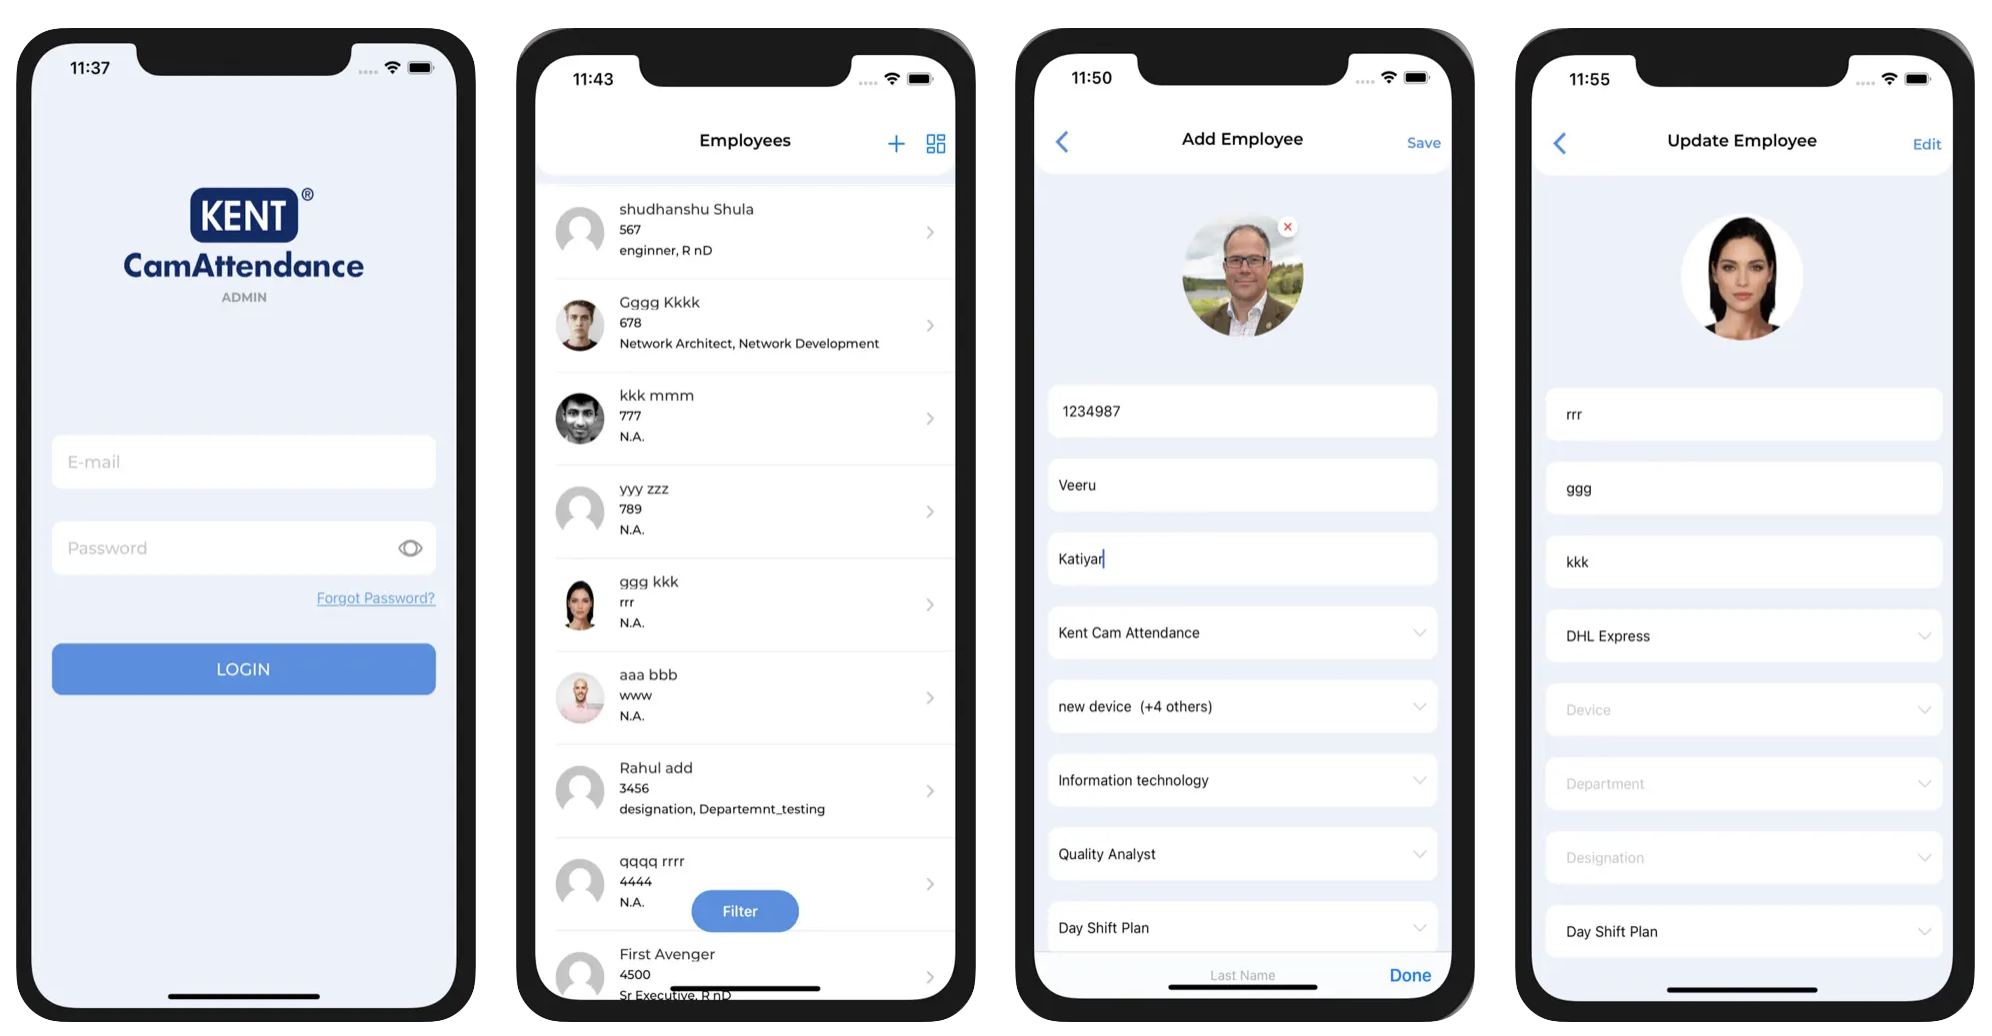 11:37
KENT®
CamAttendance
ADMIN
E-mail
Password
Forgot Password?
LOGIN
11:43
Employees
shudhanshu Shula
567
enginner, R nD
Gggg Kkkk
678
Network Architect, Network Development
kkk mmm
777
N.A.
yyy zzz
789
N.A.
ggg kkk
rrr
N.A.
aaa bbb
www
N.A.
Rahul add
3456
designation, Departemnt_testing
qqqq rrrr
4444
N.A.
Filter
First Avenger
4500
Sr Executive, R nD
11:50
Add Employee
Save
1234987
Veeru
Katiyar
Kent Cam Attendance
new device (+4 others)
Information technology
Quality Analyst
Day Shift Plan
Last Name
Done
11:55
Update Employee
Edit
rrr
ggg
kkk
DHL Express
Device
Department
Designation
Day Shift Plan